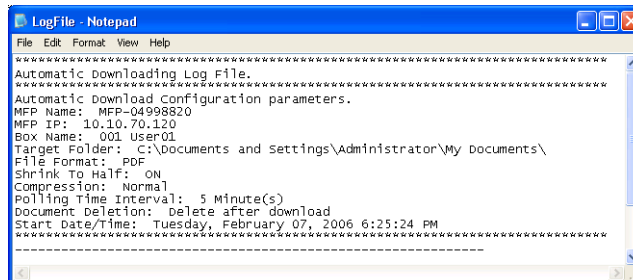 LogFile - Notepad
File Edit Format View Help
******************************************************************************
Automatic Downloading Log File.
******************************************************************************
Automatic Download Configuration parameters.
MFP Name: MFP-04998820
MFP IP: 10.10.70.120
Box Name: 001 User01
Target Folder: C:\Documents and Settings\Administrator\My Documents\
File Format: PDF
Shrink To Half: ON
Compression: Normal
Polling Time Interval: 5 Minute(s)
Document Deletion: Delete after download
Start Date/Time: Tuesday, February 07, 2006 6:25:24 PM
******************************************************************************
--------------------------------------------------------------